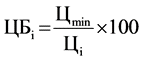 ЦБi = Цmin / Цi × 100